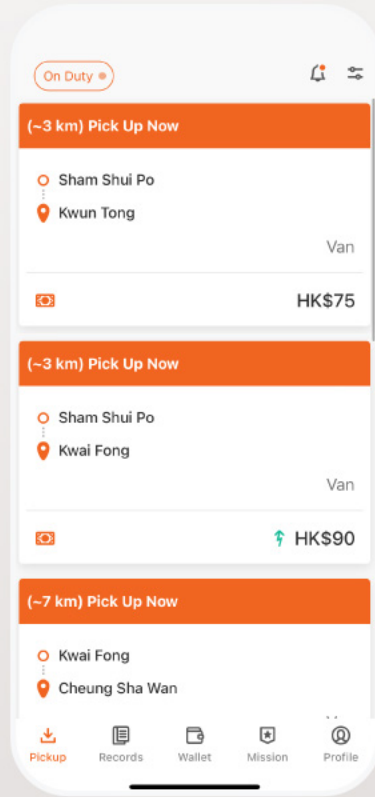 On Duty
(~3 km) Pick Up Now
Sham Shui Po
Kwun Tong
Van
HK$75
(~3 km) Pick Up Now
Sham Shui Po
Kwai Fong
Van
HK$90
(~7 km) Pick Up Now
Kwai Fong
Cheung Sha Wan
Pickup Records Wallet Mission Profile